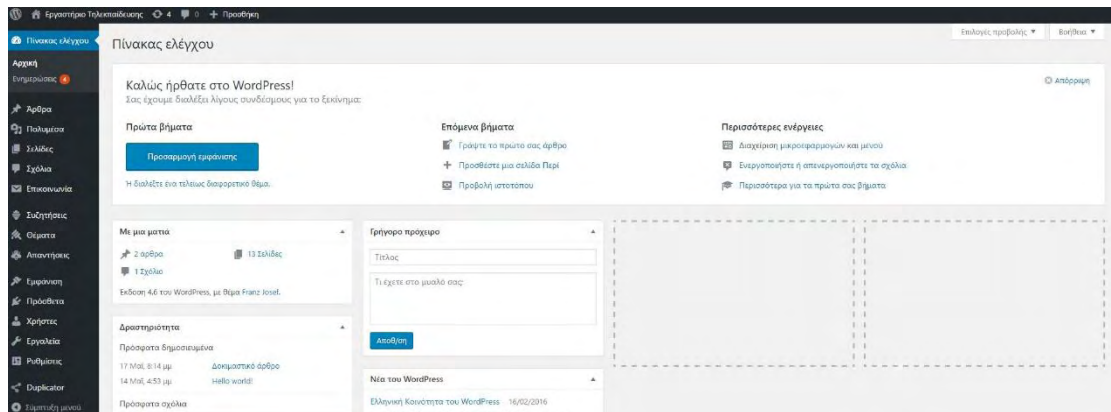 Εργαστήριο Τηλεκπαίδευσης 4 0 + Προσθήκη
Πίνακας ελέγχου
Αρχική
Ενημερώσεις 4
Άρθρα
Πολυμέσα
Σελίδες
Σχόλια
Επικοινωνία
Συζητήσεις
Θέματα
Απαντήσεις
Εμφάνιση
Πρόσθετα
Χρήστες
Εργαλεία
Ρυθμίσεις
Duplicator
Σύμπτυξη μενού
Επιλογές προβολής Βοήθεια
Πίνακας ελέγχου
Καλώς ήρθατε στο WordPress!
Σας έχουμε διαλέξει λίγους συνδέσμους για το ξεκίνημα:
Απόρριψη
Πρώτα βήματα
Προσαρμογή εμφάνισης
Ή διαλέξτε ένα τελείως διαφορετικό θέμα.
Επόμενα βήματα
Γράψτε το πρώτο σας άρθρο
Προσθέστε μια σελίδα Περί
Προβολή ιστοτόπου
Περισσότερες ενέργειες
Διαχείριση μικροεφαρμογών και μενού
Ενεργοποιήστε ή απενεργοποιήστε τα σχόλια
Περισσότερα για τα πρώτα σας βήματα
Με μια ματιά
2 άρθρα 13 Σελίδες
1 Σχόλιο
Έκδοση 4.6 του WordPress, με θέμα Franz Josef.
Δραστηριότητα
Πρόσφατα δημοσιευμένα
17 Μαΐ, 8:14 μμ Δοκιμαστικό άρθρο
14 Μαΐ, 4:53 μμ Hello world!
Πρόσφατα σχόλια
Γρήγορο πρόχειρο
Τίτλος
Τι έχετε στο μυαλό σας;
Αποθ/ση
Νέα του WordPress
Ελληνική Κοινότητα του WordPress 16/02/2016